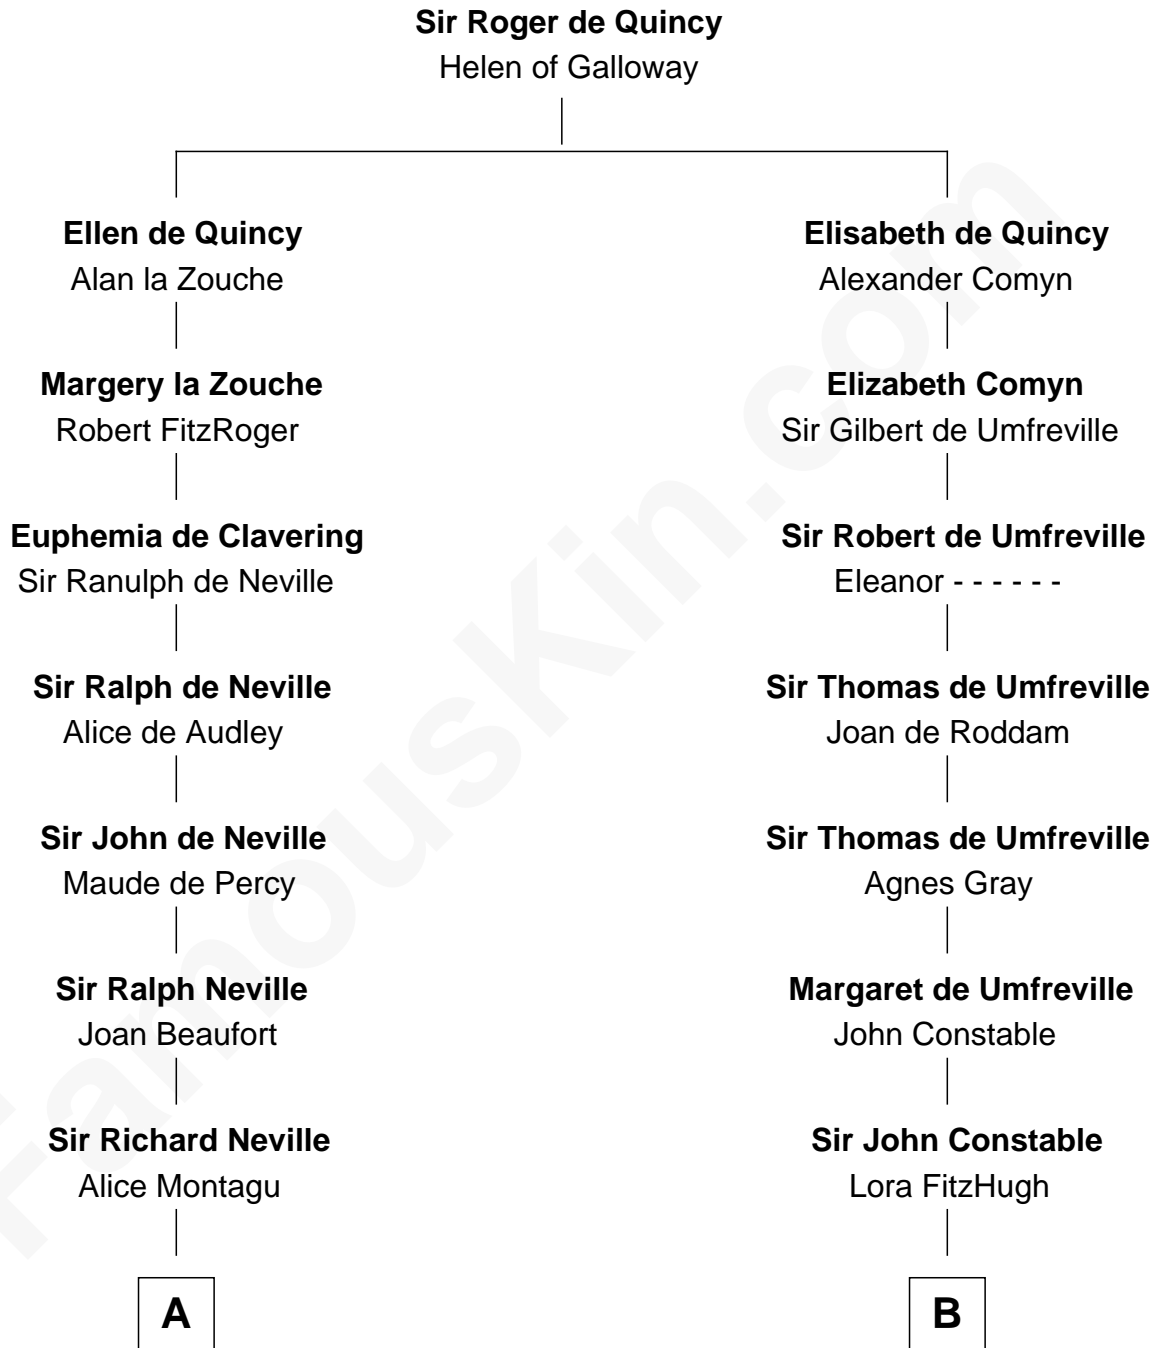 Sir Roger de Quincy
Helen of Galloway
Ellen de Quincy
Alan la Zouche
Elisabeth de Quincy
Alexander Comyn
Margery la Zouche
Robert FitzRoger
Elizabeth Comyn
Sir Gilbert de Umfreville
Euphemia de Clavering
Sir Ranulph de Neville
Sir Robert de Umfreville
Eleanor - - - - - -
Sir Ralph de Neville
Alice de Audley
Sir Thomas de Umfreville
Joan de Roddam
Sir John de Neville
Maude de Percy
Sir Thomas de Umfreville
Agnes Gray
Sir Ralph Neville
Joan Beaufort
Margaret de Umfreville
John Constable
Sir Richard Neville
Alice Montagu
Sir John Constable
Lora FitzHugh
A
B
FamousKin.com